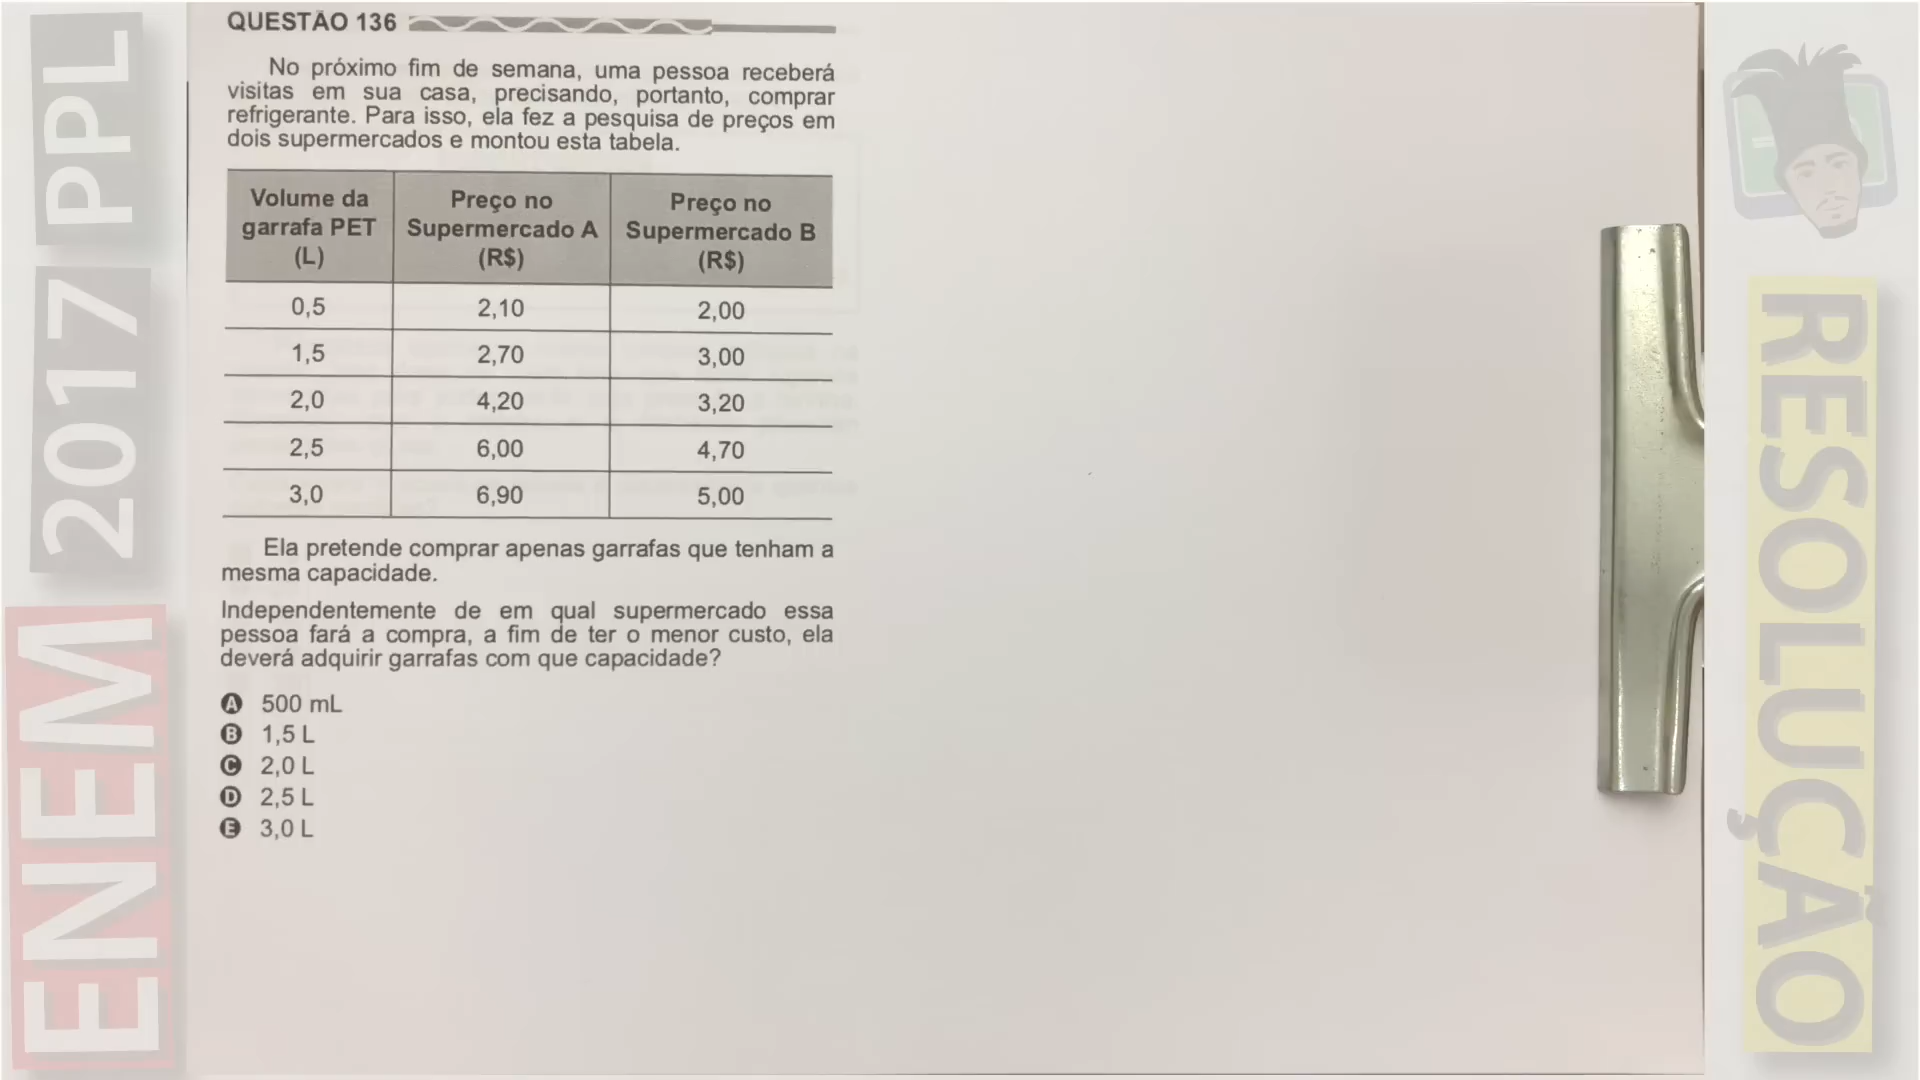 QUESTÃO 136
No próximo fim de semana, uma pessoa receberá
visitas em sua casa, precisando, portanto, comprar
refrigerante. Para isso, ela fez a pesquisa de preços em
dois supermercados e montou esta tabela.
Volume da garrafa PET (L) Preço no Supermercado A (R$) Preço no Supermercado B (R$)
0,5 2,10 2,00
1,5 2,70 3,00
2,0 4,20 3,20
2,5 6,00 4,70
3,0 6,90 5,00
Ela pretende comprar apenas garrafas que tenham a
mesma capacidade.
Independentemente de em qual supermercado essa
pessoa fará a compra, a fim de ter o menor custo, ela
deverá adquirir garrafas com que capacidade?
A 500 mL
B 1,5 L
C 2,0 L
D 2,5 L
E 3,0 L
ENEM 2017 PPL
RESOLUÇÃO